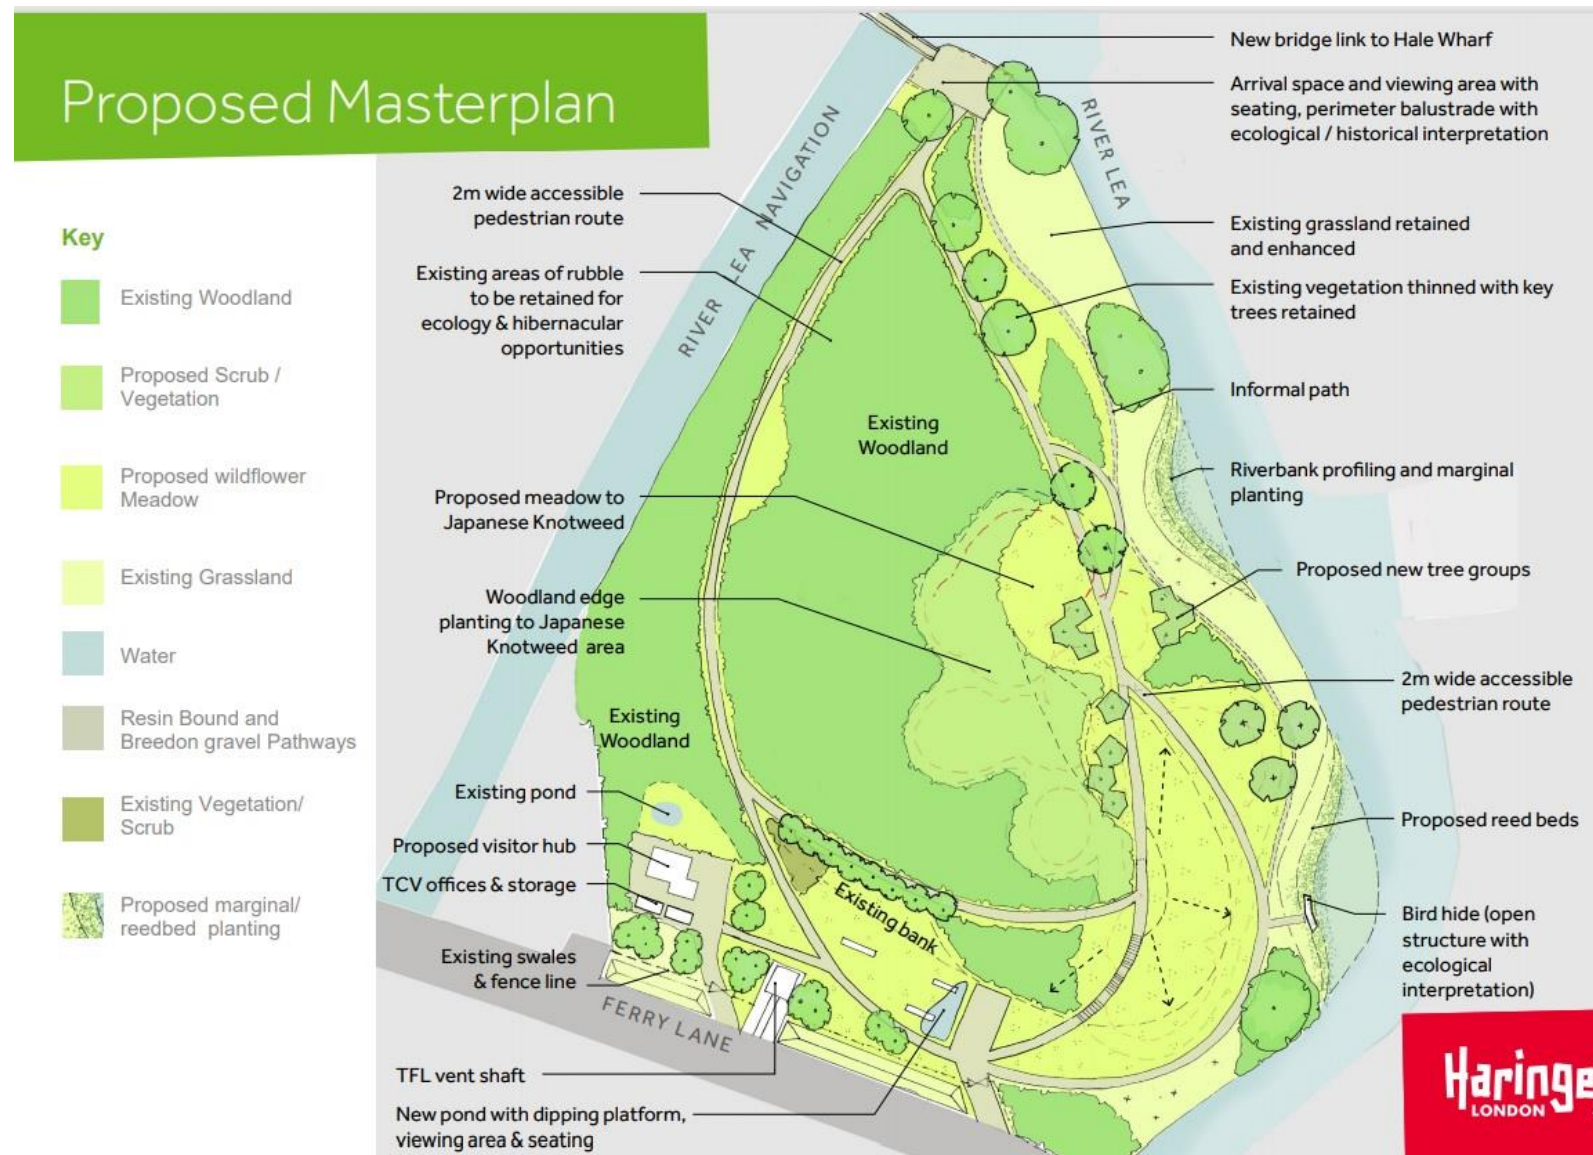 Proposed Masterplan
Key
Existing Woodland
Proposed Scrub /
Vegetation
Proposed wildflower
Meadow
Existing Grassland
Water
Resin Bound and
Breedon gravel Pathways
Existing Vegetation/
Scrub
Proposed marginal/
reedbed planting
2m wide accessible
pedestrian route
Existing areas of rubble
to be retained for
ecology & hibernacular
opportunities
Proposed meadow to
Japanese Knotweed
Woodland edge
planting to Japanese
Knotweed area
Existing
Woodland
Existing pond
Proposed visitor hub
TCV offices & storage
Existing swales
& fence line
FERRY LANE
TFL vent shaft
New pond with dipping platform,
viewing area & seating
RIVER LEA NAVIGATION
Existing
Woodland
Existing bank
RIVER LEA
New bridge link to Hale Wharf
Arrival space and viewing area with
seating, perimeter balustrade with
ecological / historical interpretation
Existing grassland retained
and enhanced
Existing vegetation thinned with key
trees retained
Informal path
Riverbank profiling and marginal
planting
Proposed new tree groups
2m wide accessible
pedestrian route
Proposed reed beds
Bird hide (open
structure with
ecological
interpretation)
Haringe
LONDON